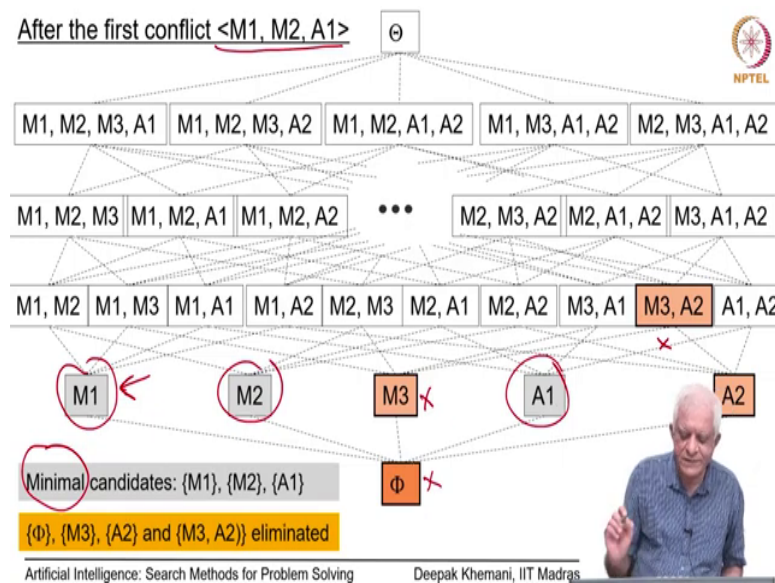 After the first conflict <M1, M2, A1>
Θ
NPTEL
M1, M2, M3, A1
M1, M2, M3, A2
M1, M2, A1, A2
M1, M3, A1, A2
M2, M3, A1, A2
M1, M2, M3
M1, M2, A1
M1, M2, A2
•••
M2, M3, A2
M2, A1, A2
M3, A1, A2
M1, M2
M1, M3
M1, A1
M1, A2
M2, M3
M2, A1
M2, A2
M3, A1
M3, A2
A1, A2
M1
M2
M3
A1
A2
Minimal candidates: {M1}, {M2}, {A1}
Φ
{Φ}, {M3}, {A2} and {M3, A2)} eliminated
Artificial Intelligence: Search Methods for Problem Solving
Deepak Khemani, IIT Madras